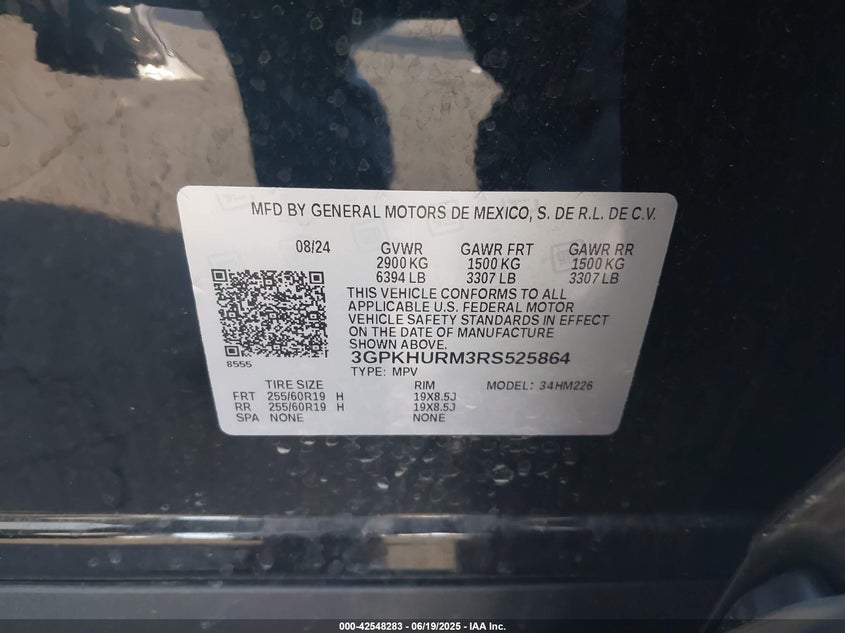 MFD BY GENERAL MOTORS DE MEXICO, S. DE R.L. DE C.V.
08/24 GVWR GAWR FRT GAWR RR
2900 KG 1500 KG 1500 KG
6394 LB 3307 LB 3307 LB
THIS VEHICLE CONFORMS TO ALL
APPLICABLE U.S. FEDERAL MOTOR
VEHICLE SAFETY STANDARDS IN EFFECT
ON THE DATE OF MANUFACTURE
SHOWN ABOVE.
8555 3GPKHURM3RS525864
TYPE: MPV
TIRE SIZE RIM MODEL: 34HM226
FRT 255/60R19 H 19X8.5J
RR 255/60R19 H 19X8.5J
SPA NONE NONE
000-42548283 - 06/19/2025 - IAA Inc.